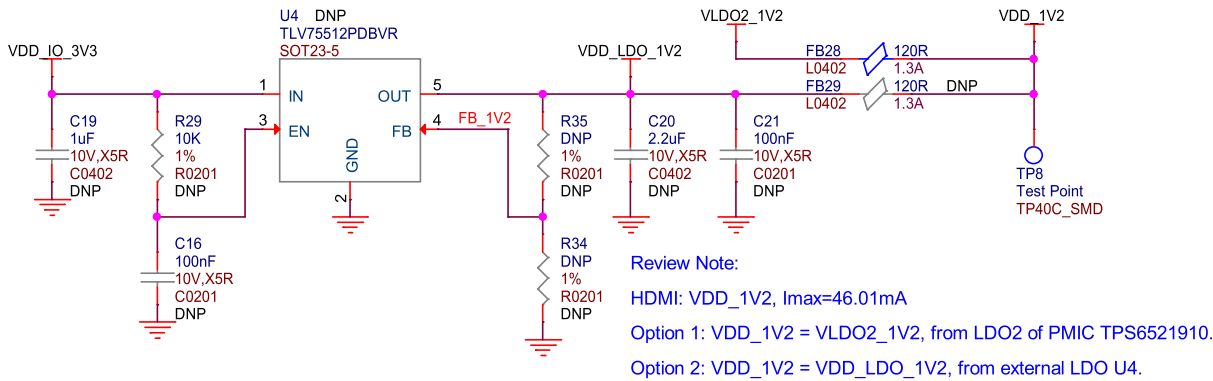 U4 DNP
TLV75512PDBVR
SOT23-5
VDD_IO_3V3
1
IN
OUT
5
3
EN
FB
4
FB_1V2
GND
2
C19
1uF
10V,X5R
C0402
DNP
R29
10K
1%
R0201
DNP
C16
100nF
10V,X5R
C0201
DNP
R35
DNP
1%
R0201
DNP
R34
DNP
1%
R0201
DNP
VDD_LDO_1V2
C20
2.2uF
10V,X5R
C0402
DNP
C21
100nF
10V,X5R
C0201
DNP
VLDO2_1V2
VDD_1V2
FB28 120R
L0402 1.3A
FB29 120R DNP
L0402 1.3A
TP8
Test Point
TP40C_SMD
Review Note:
HDMI: VDD_1V2, Imax=46.01mA
Option 1: VDD_1V2 = VLDO2_1V2, from LDO2 of PMIC TPS6521910.
Option 2: VDD_1V2 = VDD_LDO_1V2, from external LDO U4.